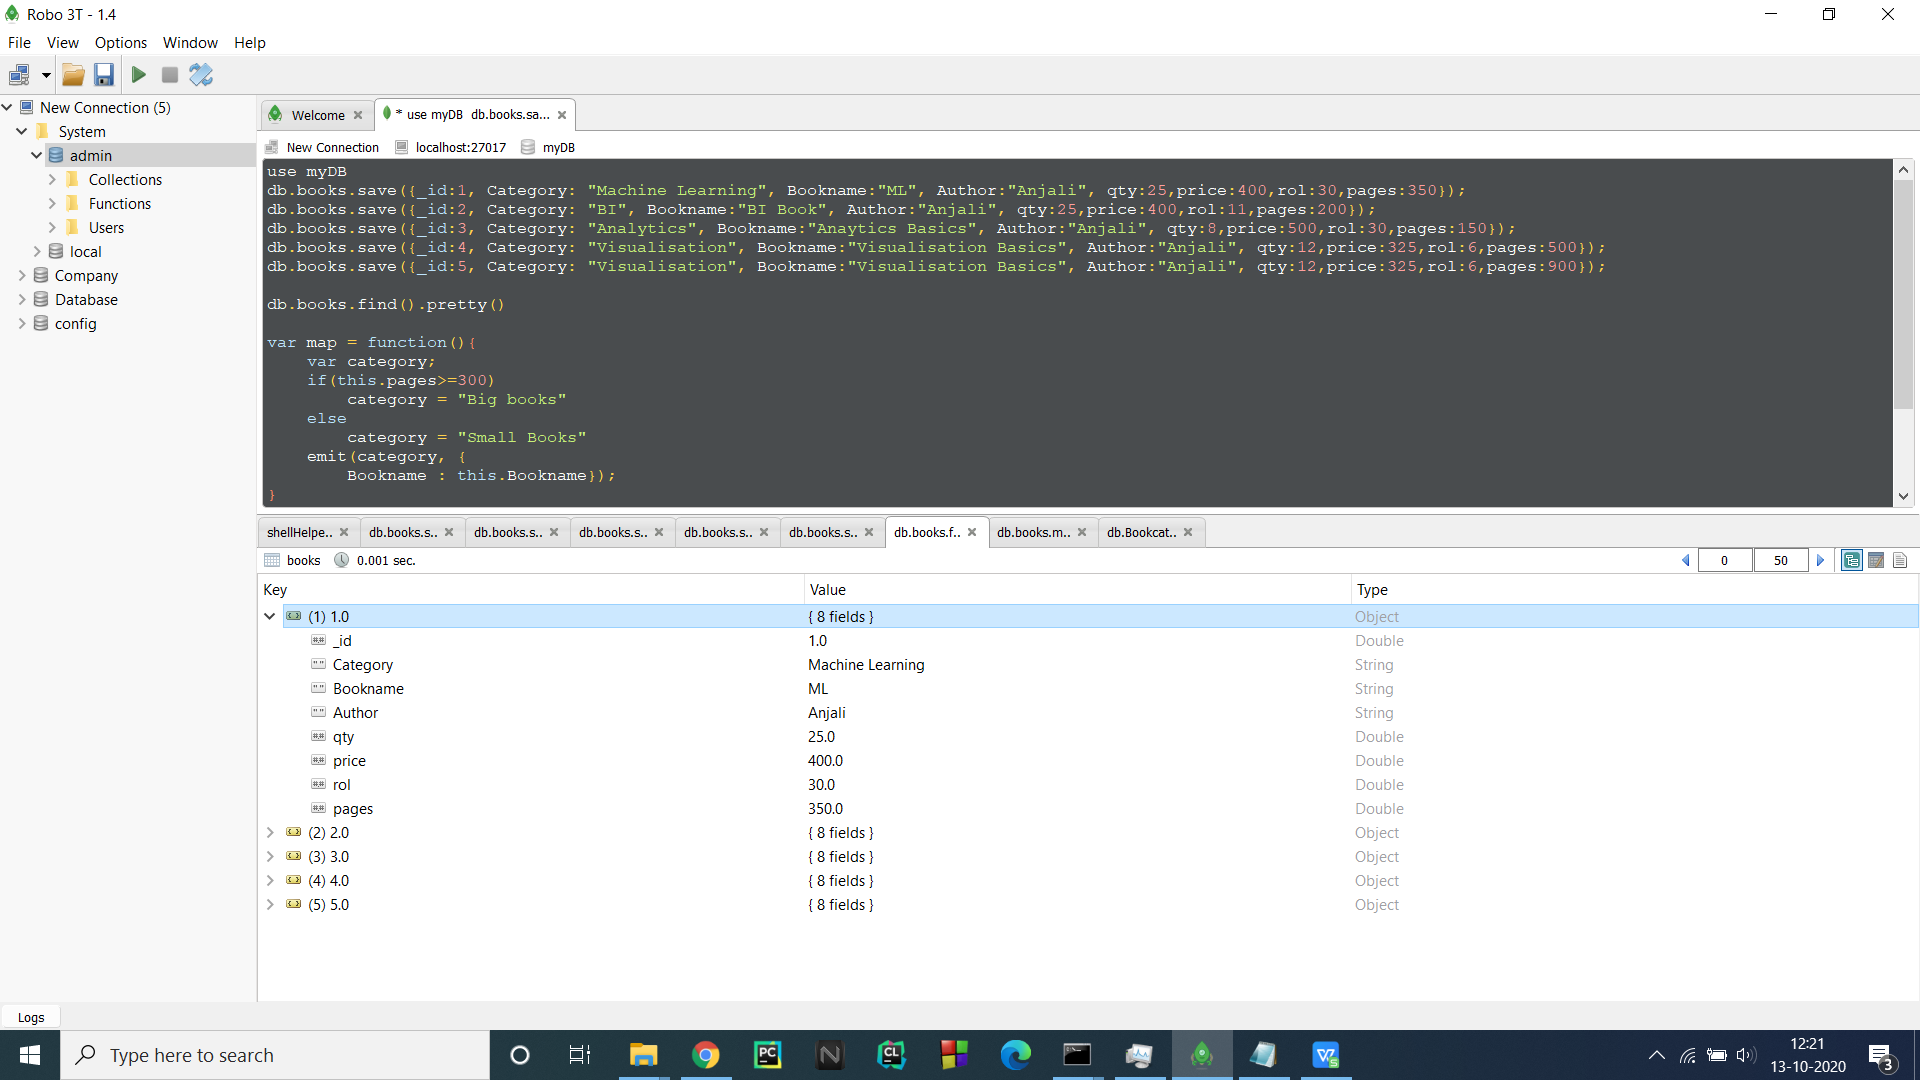 Robo 3T - 1.4
File View Options Window Help
New Connection (5)
System
admin
Collections
Functions
Users
local
Company
Database
config
Welcome
* use myDB db.books.sa...
New Connection localhost:27017 myDB
use myDB
db.books.save({_id:1, Category: "Machine Learning", Bookname:"ML", Author:"Anjali", qty:25,price:400,rol:30,pages:350});
db.books.save({_id:2, Category: "BI", Bookname:"BI Book", Author:"Anjali", qty:25,price:400,rol:11,pages:200});
db.books.save({_id:3, Category: "Analytics", Bookname:"Anaytics Basics", Author:"Anjali", qty:8,price:500,rol:30,pages:150});
db.books.save({_id:4, Category: "Visualisation", Bookname:"Visualisation Basics", Author:"Anjali", qty:12,price:325,rol:6,pages:500});
db.books.save({_id:5, Category: "Visualisation", Bookname:"Visualisation Basics", Author:"Anjali", qty:12,price:325,rol:6,pages:900});
db.books.find().pretty()
var map = function(){
var category;
if(this.pages>=300)
category = "Big books"
else
category = "Small Books"
emit(category, {
Bookname : this.Bookname});
}
shellHelpe.. db.books.s.. db.books.s.. db.books.s.. db.books.s.. db.books.s.. db.books.f.. db.books.m.. db.Bookcat..
books 0.001 sec. 0 50
Key Value Type
(1) 1.0 { 8 fields } Object
_id 1.0 Double
Category Machine Learning String
Bookname ML String
Author Anjali String
qty 25.0 Double
price 400.0 Double
rol 30.0 Double
pages 350.0 Double
(2) 2.0 { 8 fields } Object
(3) 3.0 { 8 fields } Object
(4) 4.0 { 8 fields } Object
(5) 5.0 { 8 fields } Object
Logs
Type here to search
PC
N
CL
12:21
13-10-2020
3